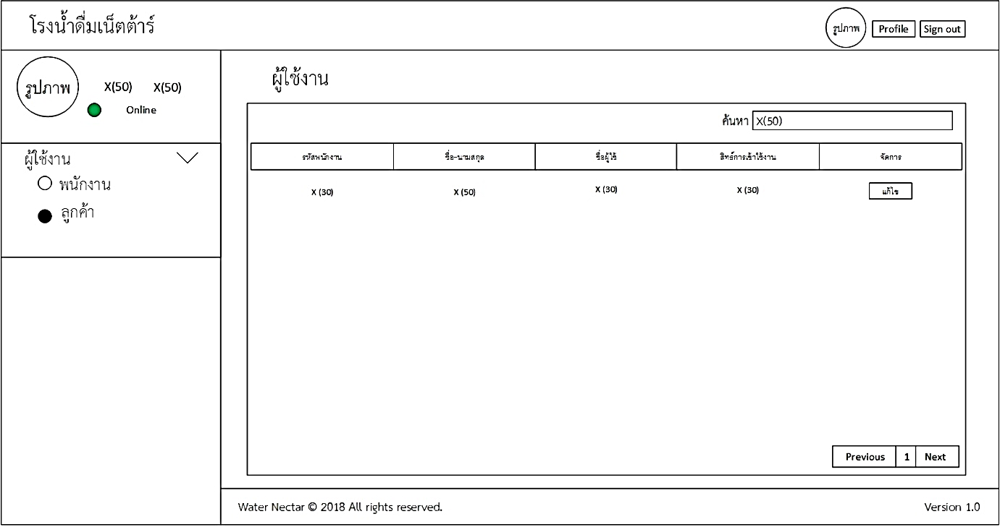 โรงน้ำดื่มเน็ตต้าร์
รูปภาพ Profile Sign out
รูปภาพ X(50) X(50)
Online
ผู้ใช้งาน
พนักงาน
ลูกค้า
ผู้ใช้งาน
ค้นหา X(50)
รหัสพนักงาน ชื่อ-นามสกุล ชื่อผู้ใช้ สิทธ์การเข้าใช้งาน จัดการ
X (30) X (50) X (30) X (30) แก้ไข
Previous 1 Next
Water Nectar © 2018 All rights reserved. Version 1.0